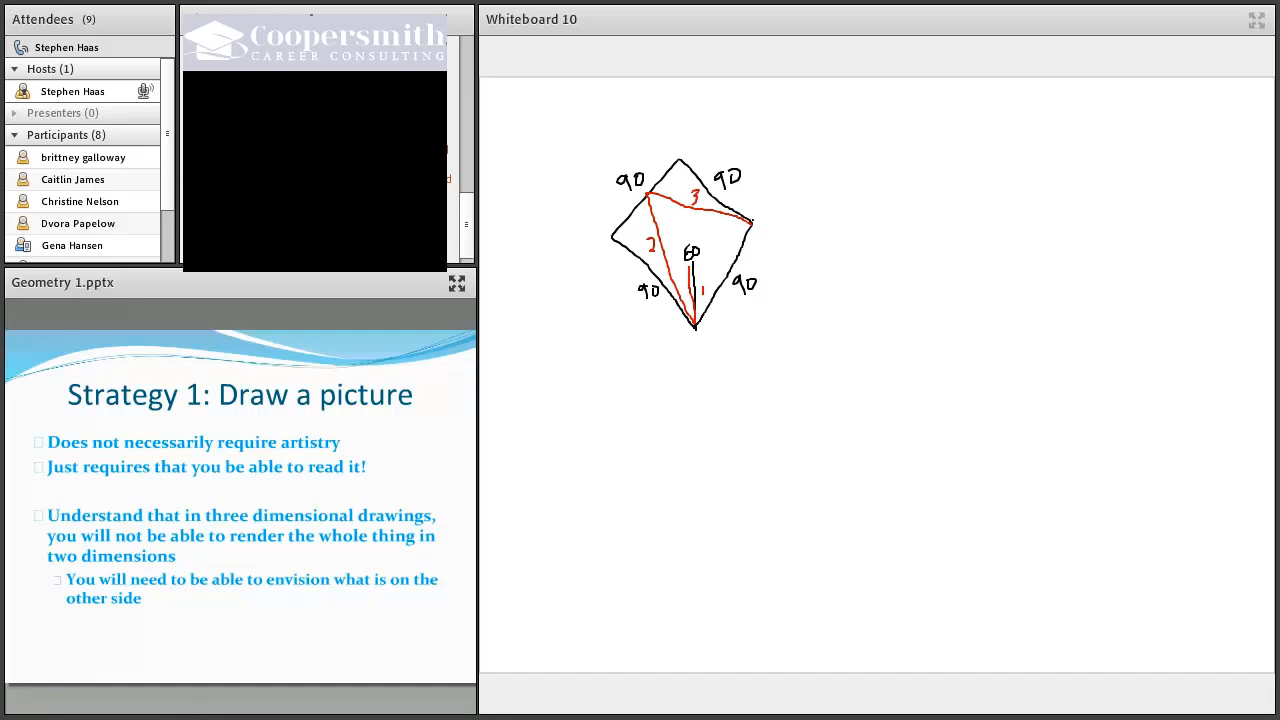 Attendees (9)
Stephen Haas
Hosts (1)
Stephen Haas
Presenters (0)
Participants (8)
brittney galloway
Caitlin James
Christine Nelson
Dvora Papelow
Gena Hansen
Coopersmith
CAREER CONSULTING
d
Geometry 1.pptx
Strategy 1: Draw a picture
Does not necessarily require artistry
Just requires that you be able to read it!
Understand that in three dimensional drawings,
you will not be able to render the whole thing in
two dimensions
You will need to be able to envision what is on the
other side
Whiteboard 10
90
90
3
2
60
90
1
90